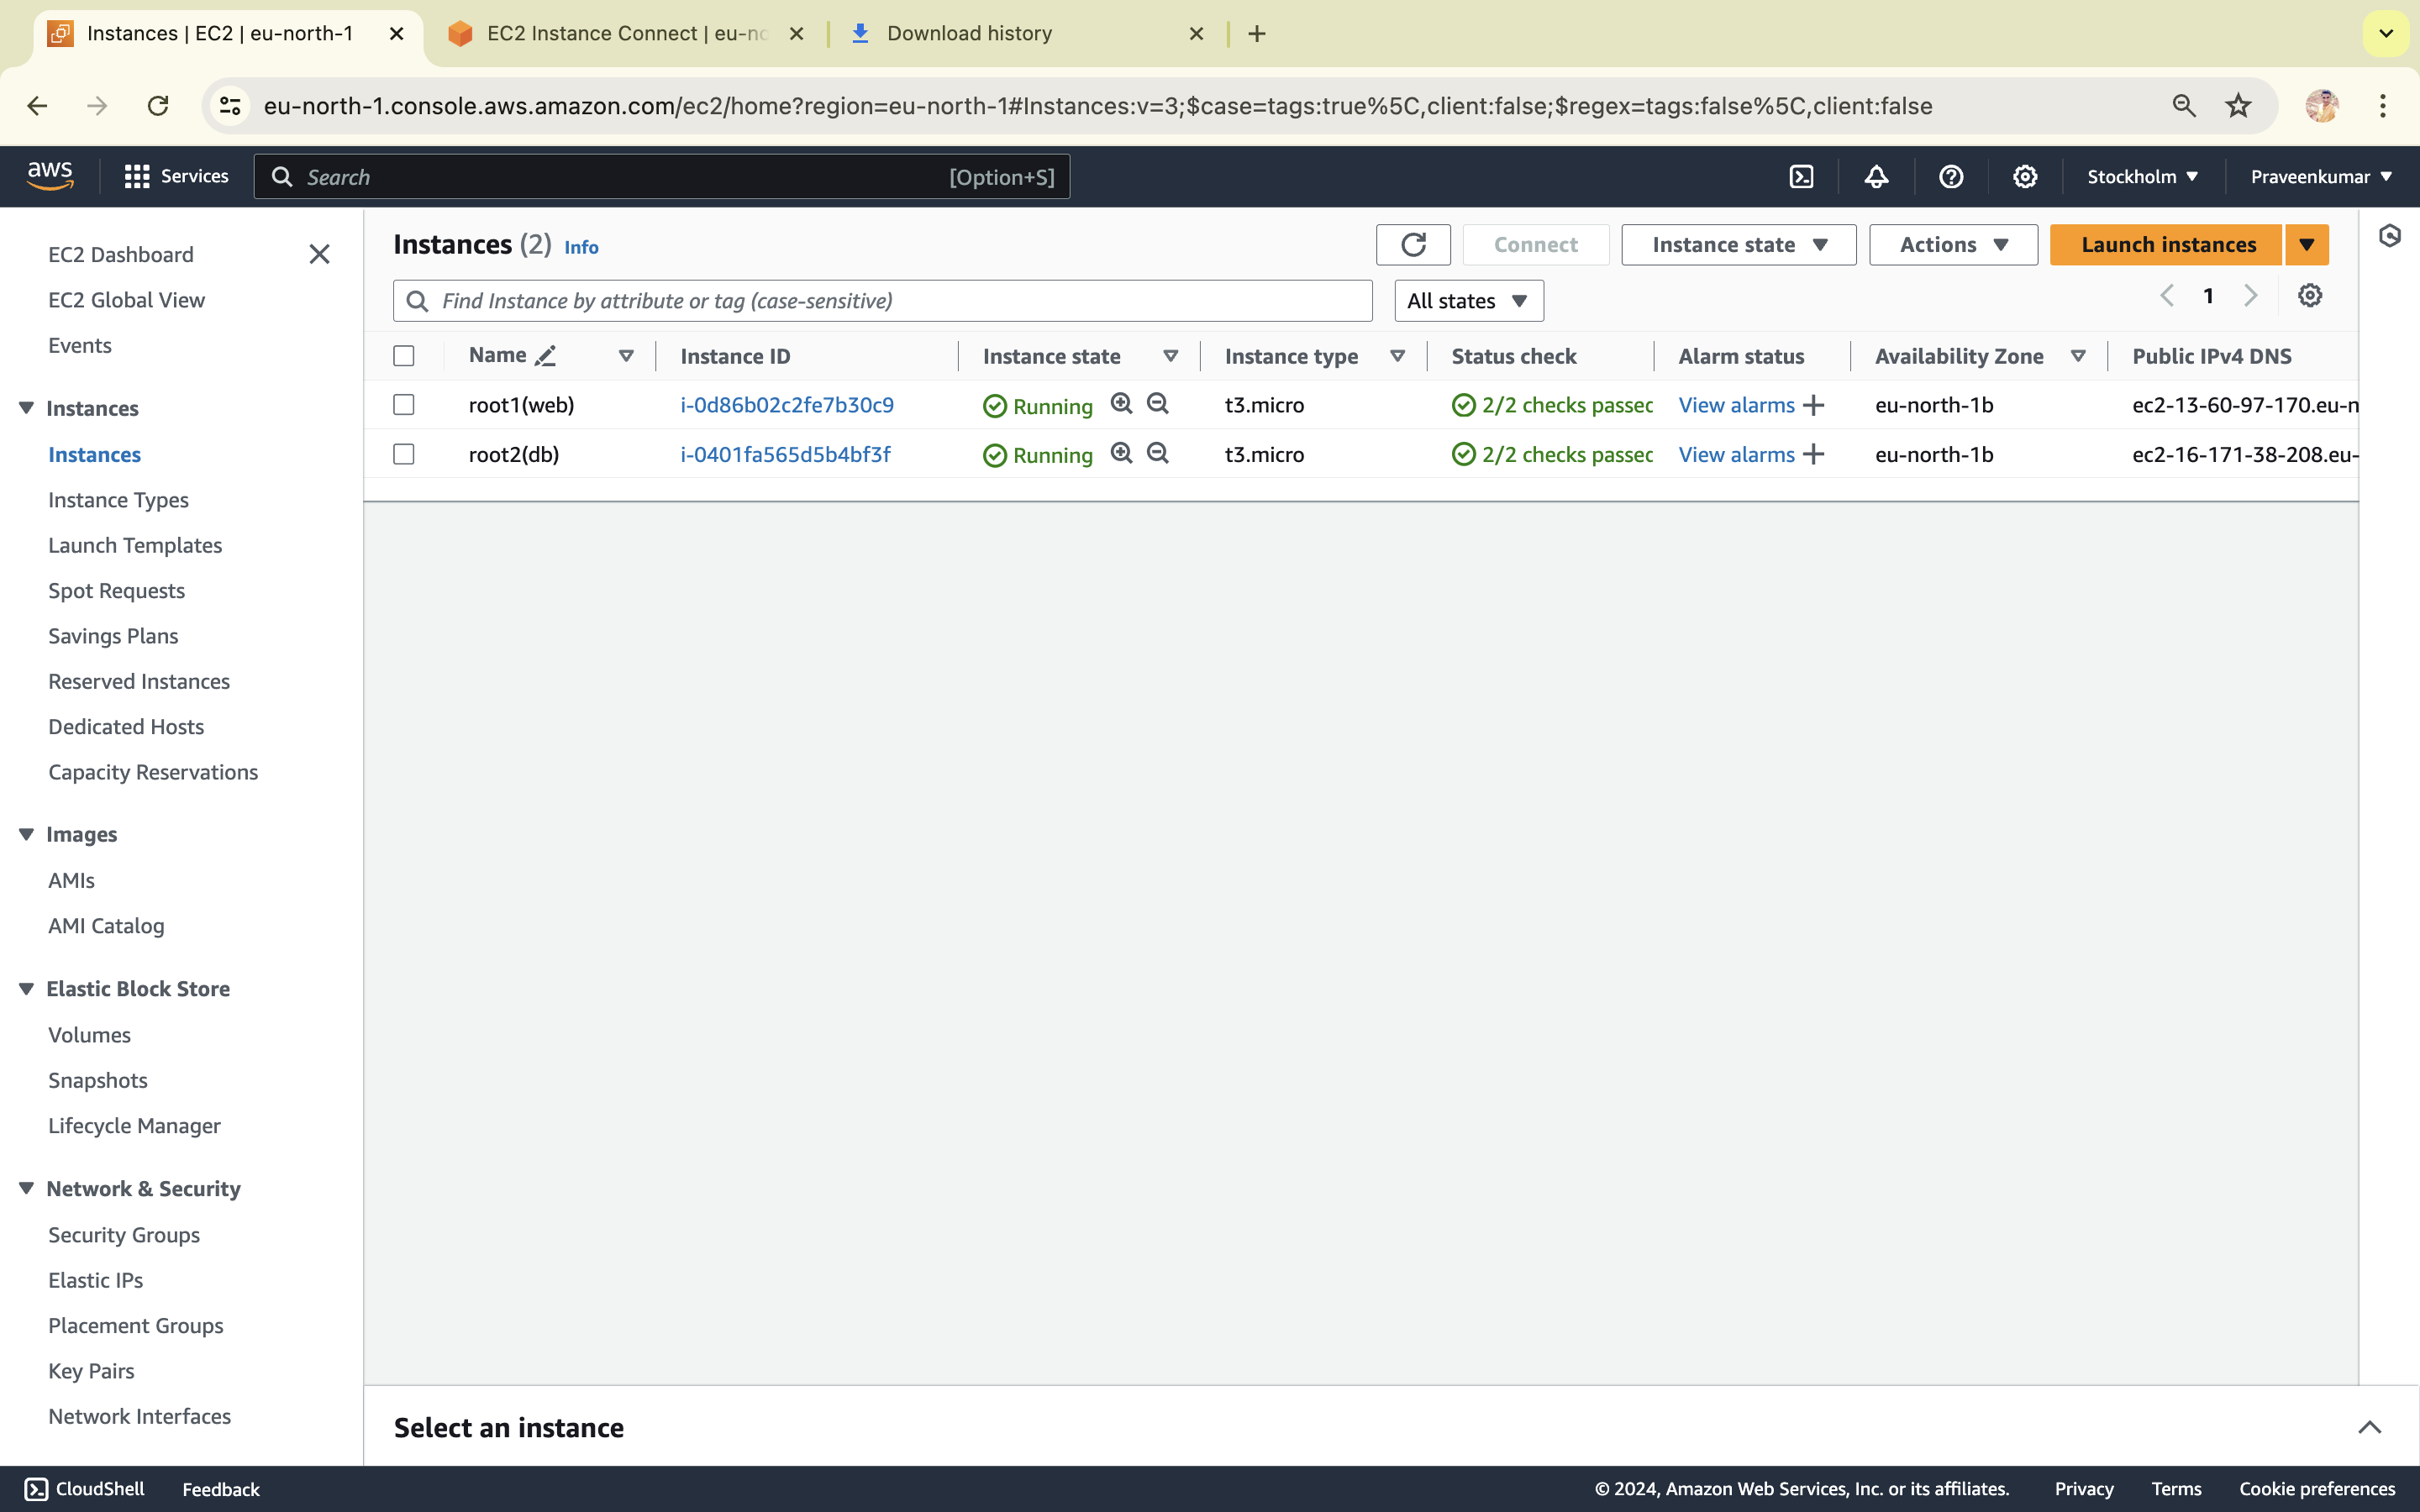 Instances | EC2 | eu-north-1
EC2 Instance Connect | eu-no
Download history
eu-north-1.console.aws.amazon.com/ec2/home?region=eu-north-1#Instances:v=3;$case=tags:true%5C,client:false;$regex=tags:false%5C,client:false
aws
Services
Search
[Option+S]
Stockholm
Praveenkumar
EC2 Dashboard
EC2 Global View
Events
Instances
Instances
Instance Types
Launch Templates
Spot Requests
Savings Plans
Reserved Instances
Dedicated Hosts
Capacity Reservations
Images
AMIs
AMI Catalog
Elastic Block Store
Volumes
Snapshots
Lifecycle Manager
Network & Security
Security Groups
Elastic IPs
Placement Groups
Key Pairs
Network Interfaces
Instances (2) Info
Connect
Instance state
Actions
Launch instances
Find Instance by attribute or tag (case-sensitive)
All states
1
Name Instance ID Instance state Instance type Status check Alarm status Availability Zone Public IPv4 DNS
root1(web) i-0d86b02c2fe7b30c9 Running t3.micro 2/2 checks passec View alarms eu-north-1b ec2-13-60-97-170.eu-n
root2(db) i-0401fa565d5b4bf3f Running t3.micro 2/2 checks passec View alarms eu-north-1b ec2-16-171-38-208.eu-
Select an instance
CloudShell
Feedback
© 2024, Amazon Web Services, Inc. or its affiliates.
Privacy
Terms
Cookie preferences